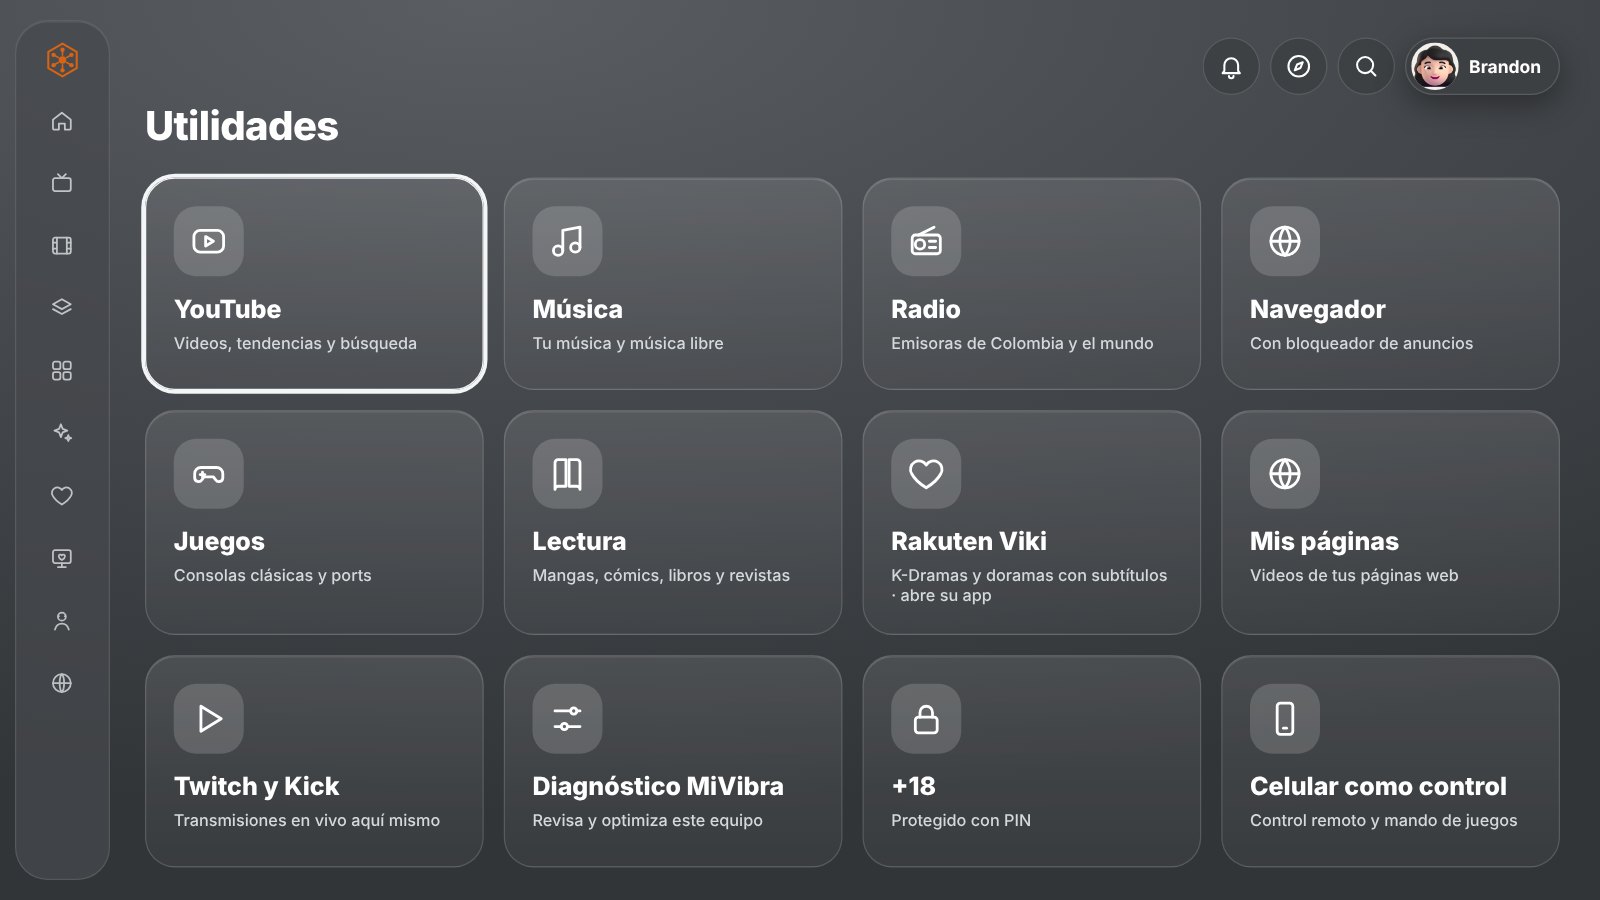 Brandon
Utilidades
YouTube
Videos, tendencias y búsqueda
Música
Tu música y música libre
Radio
Emisoras de Colombia y el mundo
Navegador
Con bloqueador de anuncios
Juegos
Consolas clásicas y ports
Lectura
Mangas, cómics, libros y revistas
Rakuten Viki
K-Dramas y doramas con subtítulos
· abre su app
Mis páginas
Videos de tus páginas web
Twitch y Kick
Transmisiones en vivo aquí mismo
Diagnóstico MiVibra
Revisa y optimiza este equipo
+18
Protegido con PIN
Celular como control
Control remoto y mando de juegos